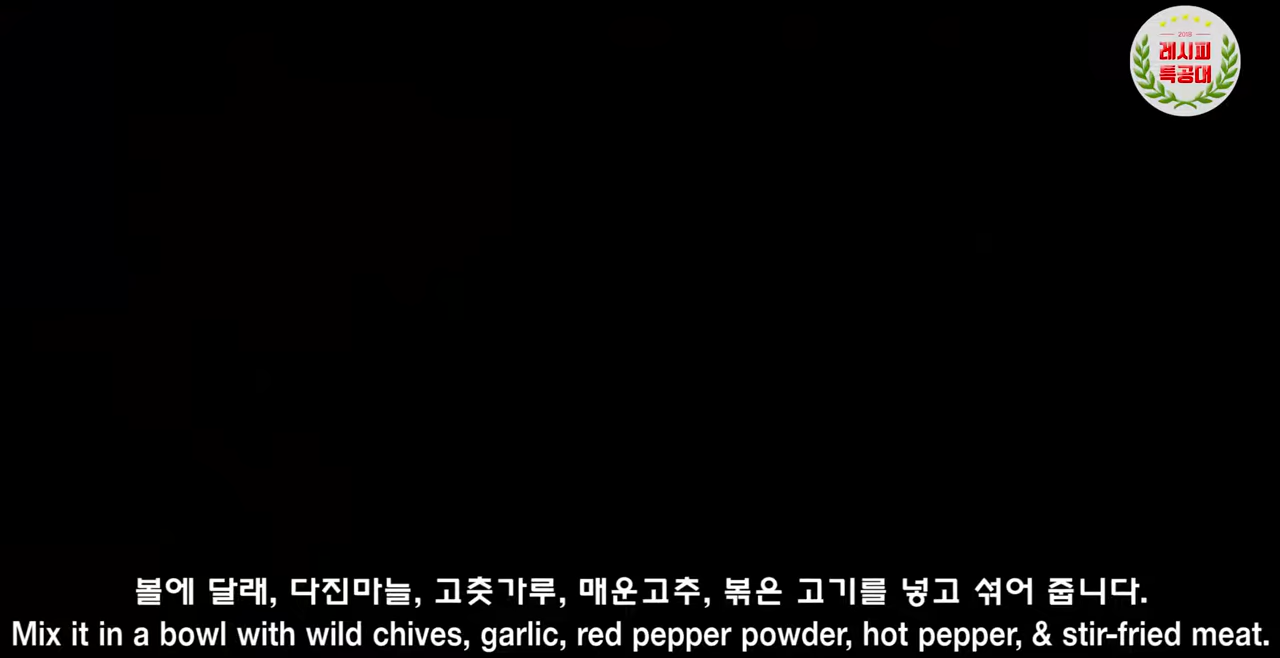 2018
레시피
특공대
볼에 달래, 다진마늘, 고춧가루, 매운고추, 볶은 고기를 넣고 섞어 줍니다.
Mix it in a bowl with wild chives, garlic, red pepper powder, hot pepper, & stir-fried meat.